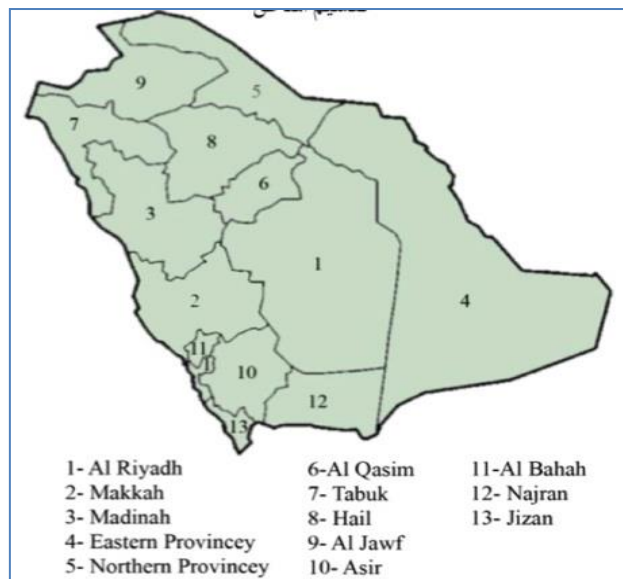 9
5
7
8
6
3
1
2
4
11
10
12
13
1- Al Riyadh
2- Makkah
3- Madinah
4- Eastern Provincey
5- Northern Provincey
6-Al Qasim
7- Tabuk
8- Hail
9- Al Jawf
10- Asir
11-Al Bahah
12- Najran
13- Jizan